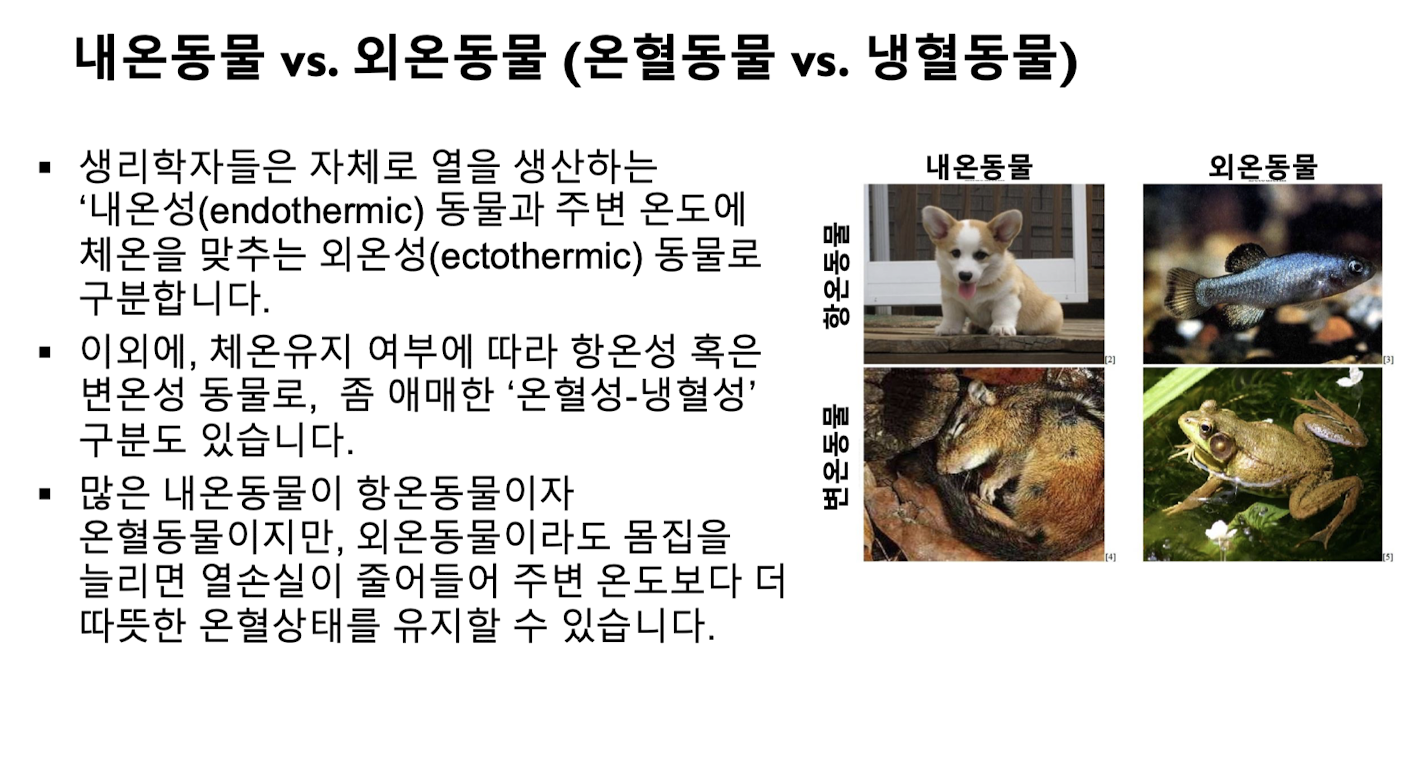 내온동물 vs. 외온동물 (온혈동물 vs. 냉혈동물)
▪ 생리학자들은 자체로 열을 생산하는
‘내온성(endothermic) 동물과 주변 온도에
체온을 맞추는 외온성(ectothermic) 동물로
구분합니다.
▪ 이외에, 체온유지 여부에 따라 항온성 혹은
변온성 동물로, 좀 애매한 ‘온혈성-냉혈성’
구분도 있습니다.
▪ 많은 내온동물이 항온동물이자
온혈동물이지만, 외온동물이라도 몸집을
늘리면 열손실이 줄어들어 주변 온도보다 더
따뜻한 온혈상태를 유지할 수 있습니다.
내온동물
외온동물
항온동물
[2]
[3]
변온동물
[4]
[5]